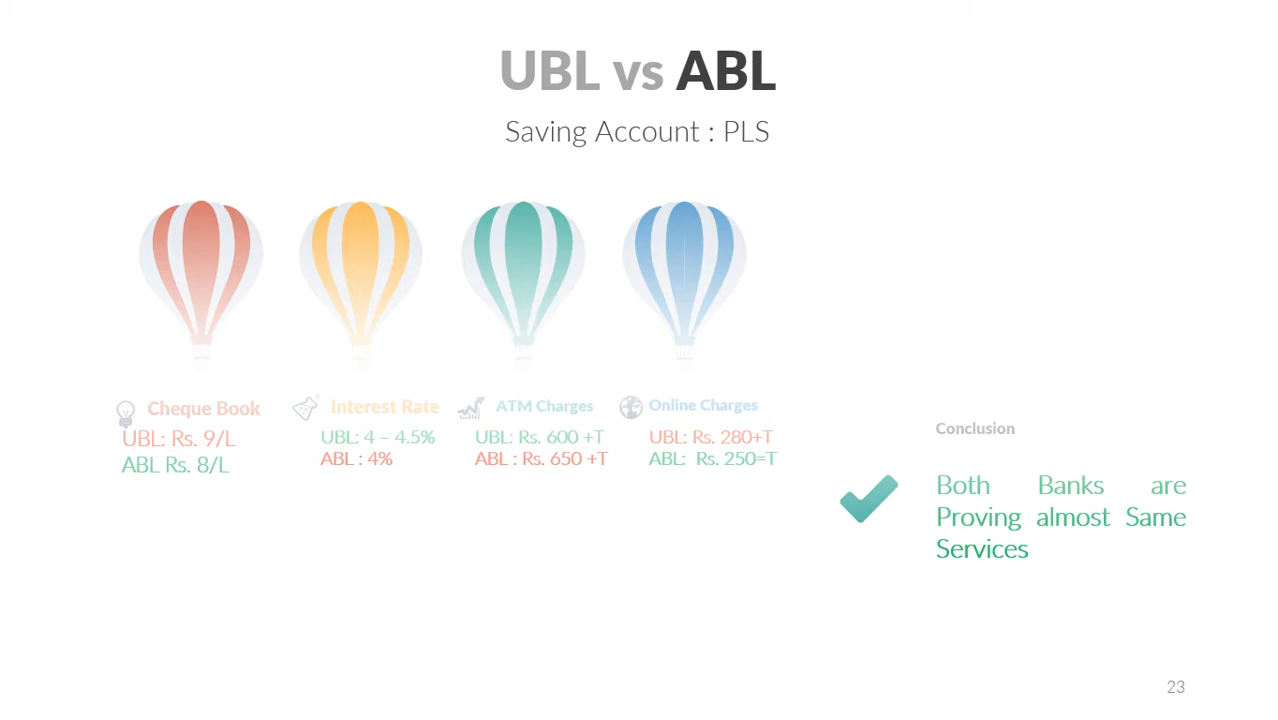 UBL vs ABL
Saving Account : PLS
Cheque Book
UBL: Rs. 9/L
ABL Rs. 8/L
Interest Rate
UBL: 4 – 4.5%
ABL : 4%
ATM Charges
UBL: Rs. 600 +T
ABL : Rs. 650 +T
Online Charges
UBL: Rs. 280+T
ABL: Rs. 250=T
Conclusion
Both Banks are
Proving almost Same
Services
23